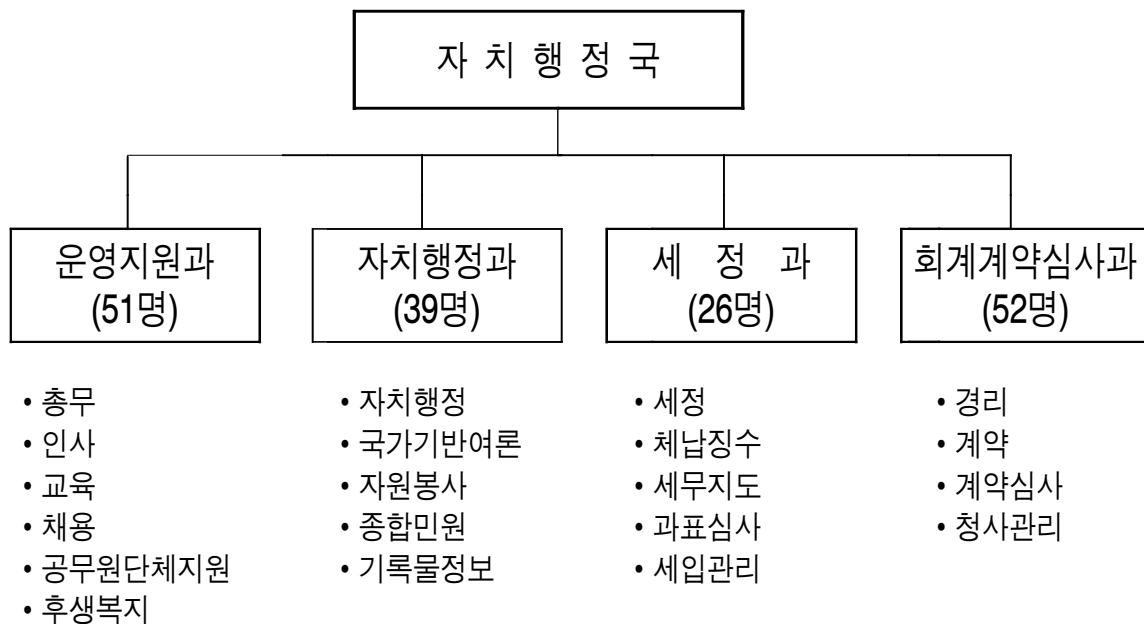 자 치 행 정 국
운영지원과
(51명)
자치행정과
(39명)
세 정 과
(26명)
회계계약심사과
(52명)
• 총무
• 인사
• 교육
• 채용
• 공무원단체지원
• 후생복지
• 자치행정
• 국가기반여론
• 자원봉사
• 종합민원
• 기록물정보
• 세정
• 체납징수
• 세무지도
• 과표심사
• 세입관리
• 경리
• 계약
• 계약심사
• 청사관리